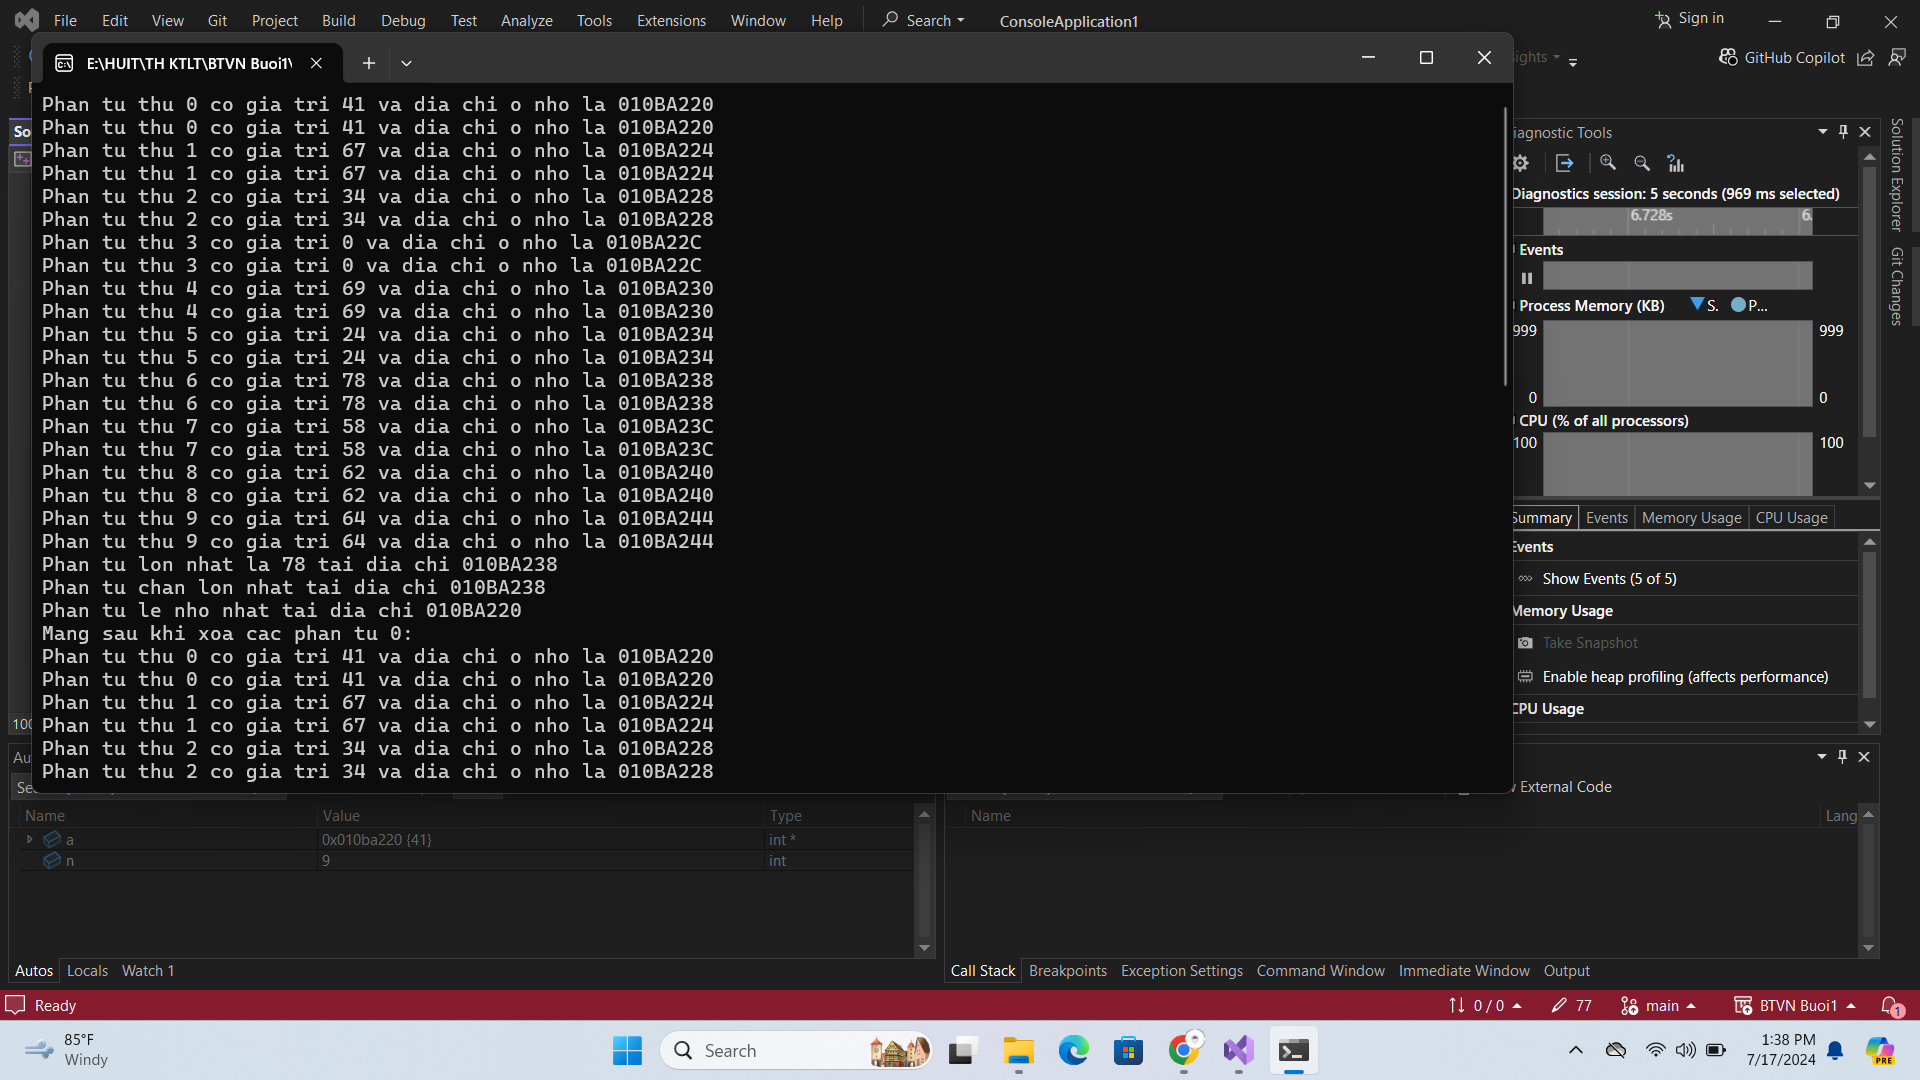 File Edit View Git Project Build Debug Test Analyze Tools Extensions Window Help Search ConsoleApplication1 Sign in
E:\HUIT\TH KTLT\BTVN Buoi1\
GitHub Copilot
Phan tu thu 0 co gia tri 41 va dia chi o nho la 010BA220
Phan tu thu 0 co gia tri 41 va dia chi o nho la 010BA220
Phan tu thu 1 co gia tri 67 va dia chi o nho la 010BA224
Phan tu thu 1 co gia tri 67 va dia chi o nho la 010BA224
Phan tu thu 2 co gia tri 34 va dia chi o nho la 010BA228
Phan tu thu 2 co gia tri 34 va dia chi o nho la 010BA228
Phan tu thu 3 co gia tri 0 va dia chi o nho la 010BA22C
Phan tu thu 3 co gia tri 0 va dia chi o nho la 010BA22C
Phan tu thu 4 co gia tri 69 va dia chi o nho la 010BA230
Phan tu thu 4 co gia tri 69 va dia chi o nho la 010BA230
Phan tu thu 5 co gia tri 24 va dia chi o nho la 010BA234
Phan tu thu 5 co gia tri 24 va dia chi o nho la 010BA234
Phan tu thu 6 co gia tri 78 va dia chi o nho la 010BA238
Phan tu thu 6 co gia tri 78 va dia chi o nho la 010BA238
Phan tu thu 7 co gia tri 58 va dia chi o nho la 010BA23C
Phan tu thu 7 co gia tri 58 va dia chi o nho la 010BA23C
Phan tu thu 8 co gia tri 62 va dia chi o nho la 010BA240
Phan tu thu 8 co gia tri 62 va dia chi o nho la 010BA240
Phan tu thu 9 co gia tri 64 va dia chi o nho la 010BA244
Phan tu thu 9 co gia tri 64 va dia chi o nho la 010BA244
Phan tu lon nhat la 78 tai dia chi 010BA238
Phan tu chan lon nhat tai dia chi 010BA238
Phan tu le nho nhat tai dia chi 010BA220
Mang sau khi xoa cac phan tu 0:
Phan tu thu 0 co gia tri 41 va dia chi o nho la 010BA220
Phan tu thu 0 co gia tri 41 va dia chi o nho la 010BA220
Phan tu thu 1 co gia tri 67 va dia chi o nho la 010BA224
Phan tu thu 1 co gia tri 67 va dia chi o nho la 010BA224
Phan tu thu 2 co gia tri 34 va dia chi o nho la 010BA228
Phan tu thu 2 co gia tri 34 va dia chi o nho la 010BA228
iagnostic Tools
Diagnostics session: 5 seconds (969 ms selected)
6.728s 6.
Events
Process Memory (KB) S. P...
999 999
0 0
CPU (% of all processors)
100 100
Summary Events Memory Usage CPU Usage
Events
Show Events (5 of 5)
Memory Usage
Take Snapshot
Enable heap profiling (affects performance)
CPU Usage
Solution Explorer
Git Changes
External Code
Name Value Type
a 0x010ba220 {41} int *
n 9 int
Name Lang
Autos Locals Watch 1
Call Stack Breakpoints Exception Settings Command Window Immediate Window Output
Ready 0 / 0 77 main BTVN Buoi1 1
85°F
Windy
Search
PRE
1:38 PM
7/17/2024